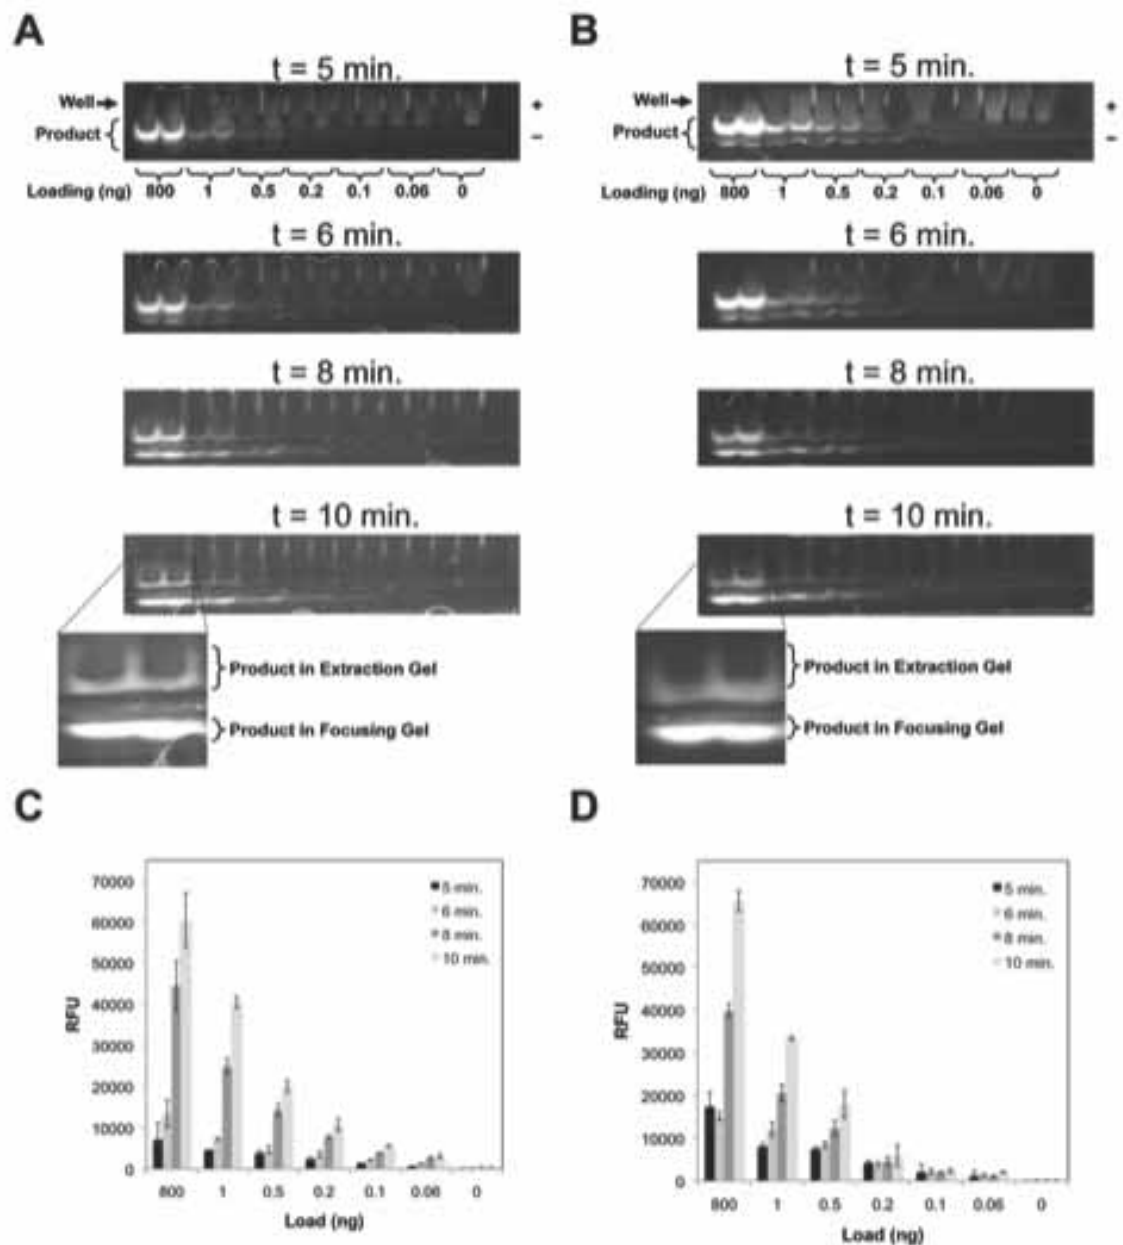 A
t = 5 min.
Well
Product
+
–
Loading (ng)
800 1 0.5 0.2 0.1 0.06 0
t = 6 min.
t = 8 min.
t = 10 min.
Product in Extraction Gel
Product in Focusing Gel
B
t = 5 min.
Well
Product
+
–
Loading (ng)
800 1 0.5 0.2 0.1 0.06 0
t = 6 min.
t = 8 min.
t = 10 min.
Product in Extraction Gel
Product in Focusing Gel
C
RFU
70000
60000
50000
40000
30000
20000
10000
0
5 min.
6 min.
8 min.
10 min.
800 1 0.5 0.2 0.1 0.06 0
Load (ng)
D
RFU
70000
60000
50000
40000
30000
20000
10000
0
5 min.
6 min.
8 min.
10 min.
800 1 0.5 0.2 0.1 0.06 0
Load (ng)